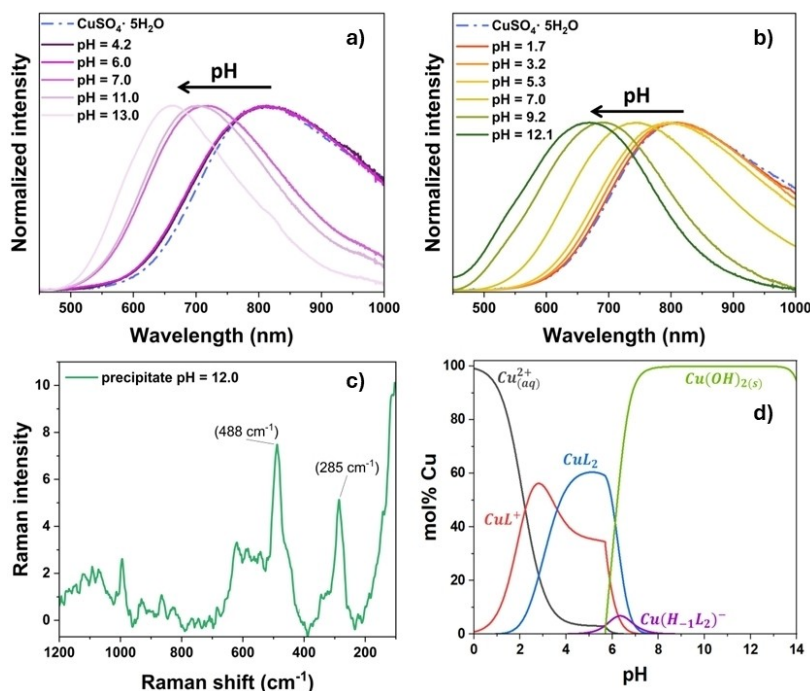 a)
CuSO₄· 5H₂O
pH = 4.2
pH = 6.0
pH = 7.0
pH = 11.0
pH = 13.0
pH
Normalized intensity
500 600 700 800 900 1000
Wavelength (nm)
b)
CuSO₄· 5H₂O
pH = 1.7
pH = 3.2
pH = 5.3
pH = 7.0
pH = 9.2
pH = 12.1
pH
Normalized intensity
500 600 700 800 900 1000
Wavelength (nm)
c)
precipitate pH = 12.0
(488 cm⁻¹)
(285 cm⁻¹)
Raman intensity
10
8
6
4
2
0
1200 1000 800 600 400 200
Raman shift (cm⁻¹)
d)
Cu²⁺(aq)
Cu(OH)₂(s)
CuL₂
CuL⁺
Cu(H₋₁L₂)⁻
mol% Cu
100
80
60
40
20
0
0 2 4 6 8 10 12 14
pH